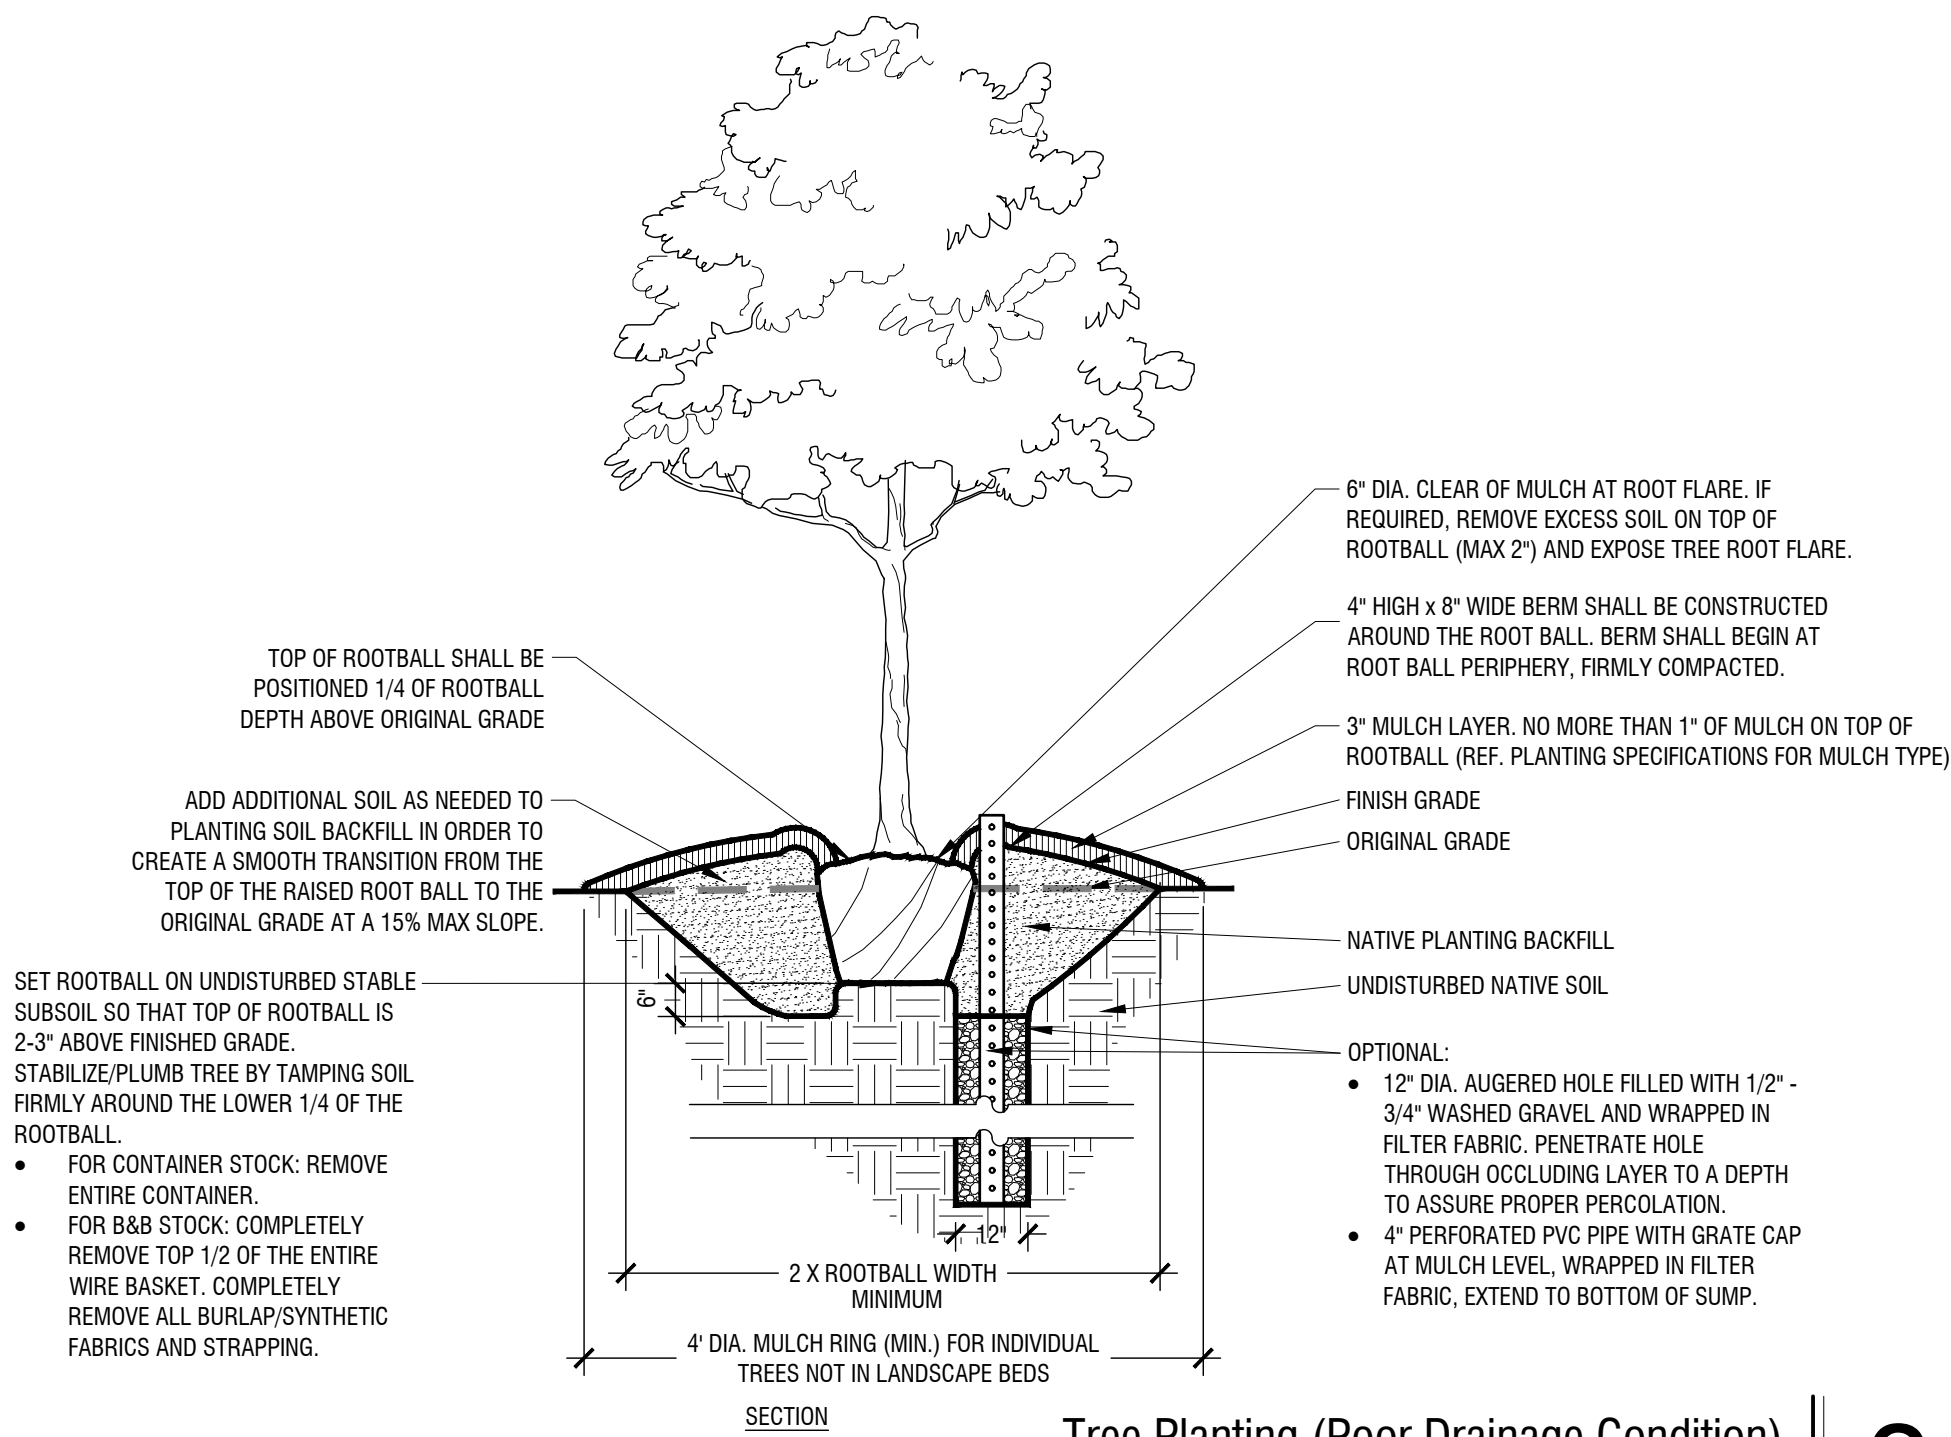 6" DIA. CLEAR OF MULCH AT ROOT FLARE. IF
REQUIRED, REMOVE EXCESS SOIL ON TOP OF
ROOTBALL (MAX 2") AND EXPOSE TREE ROOT FLARE.
4" HIGH x 8" WIDE BERM SHALL BE CONSTRUCTED
AROUND THE ROOT BALL. BERM SHALL BEGIN AT
ROOT BALL PERIPHERY, FIRMLY COMPACTED.
TOP OF ROOTBALL SHALL BE
POSITIONED 1/4 OF ROOTBALL
DEPTH ABOVE ORIGINAL GRADE
3" MULCH LAYER. NO MORE THAN 1" OF MULCH ON TOP OF
ROOTBALL (REF. PLANTING SPECIFICATIONS FOR MULCH TYPE)
ADD ADDITIONAL SOIL AS NEEDED TO
PLANTING SOIL BACKFILL IN ORDER TO
CREATE A SMOOTH TRANSITION FROM THE
TOP OF THE RAISED ROOT BALL TO THE
ORIGINAL GRADE AT A 15% MAX SLOPE.
FINISH GRADE
ORIGINAL GRADE
NATIVE PLANTING BACKFILL
UNDISTURBED NATIVE SOIL
SET ROOTBALL ON UNDISTURBED STABLE
SUBSOIL SO THAT TOP OF ROOTBALL IS
2-3" ABOVE FINISHED GRADE.
STABILIZE/PLUMB TREE BY TAMPING SOIL
FIRMLY AROUND THE LOWER 1/4 OF THE
ROOTBALL.
• FOR CONTAINER STOCK: REMOVE
ENTIRE CONTAINER.
• FOR B&B STOCK: COMPLETELY
REMOVE TOP 1/2 OF THE ENTIRE
WIRE BASKET. COMPLETELY
REMOVE ALL BURLAP/SYNTHETIC
FABRICS AND STRAPPING.
6"
OPTIONAL:
• 12" DIA. AUGERED HOLE FILLED WITH 1/2" -
3/4" WASHED GRAVEL AND WRAPPED IN
FILTER FABRIC. PENETRATE HOLE
THROUGH OCCLUDING LAYER TO A DEPTH
TO ASSURE PROPER PERCOLATION.
• 4" PERFORATED PVC PIPE WITH GRATE CAP
AT MULCH LEVEL, WRAPPED IN FILTER
FABRIC, EXTEND TO BOTTOM OF SUMP.
12"
2 X ROOTBALL WIDTH
MINIMUM
4' DIA. MULCH RING (MIN.) FOR INDIVIDUAL
TREES NOT IN LANDSCAPE BEDS
SECTION
Tree Planting (Poor Drainage Condition)